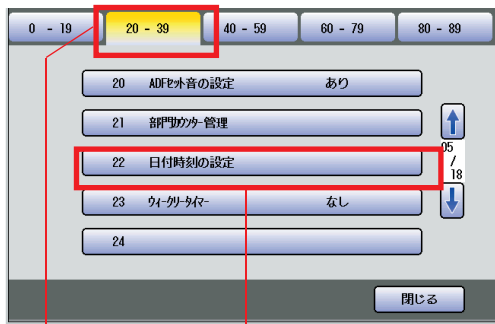 0 - 19 20 - 39 40 - 59 60 - 79 80 - 89
20 ADFｾｯﾄ音の設定 あり
21 部門ｶｳﾝﾀｰ管理
05
/
18
22 日付時刻の設定
23 ｳｨｰｸﾘｰﾀｲﾏｰ なし
24
閉じる